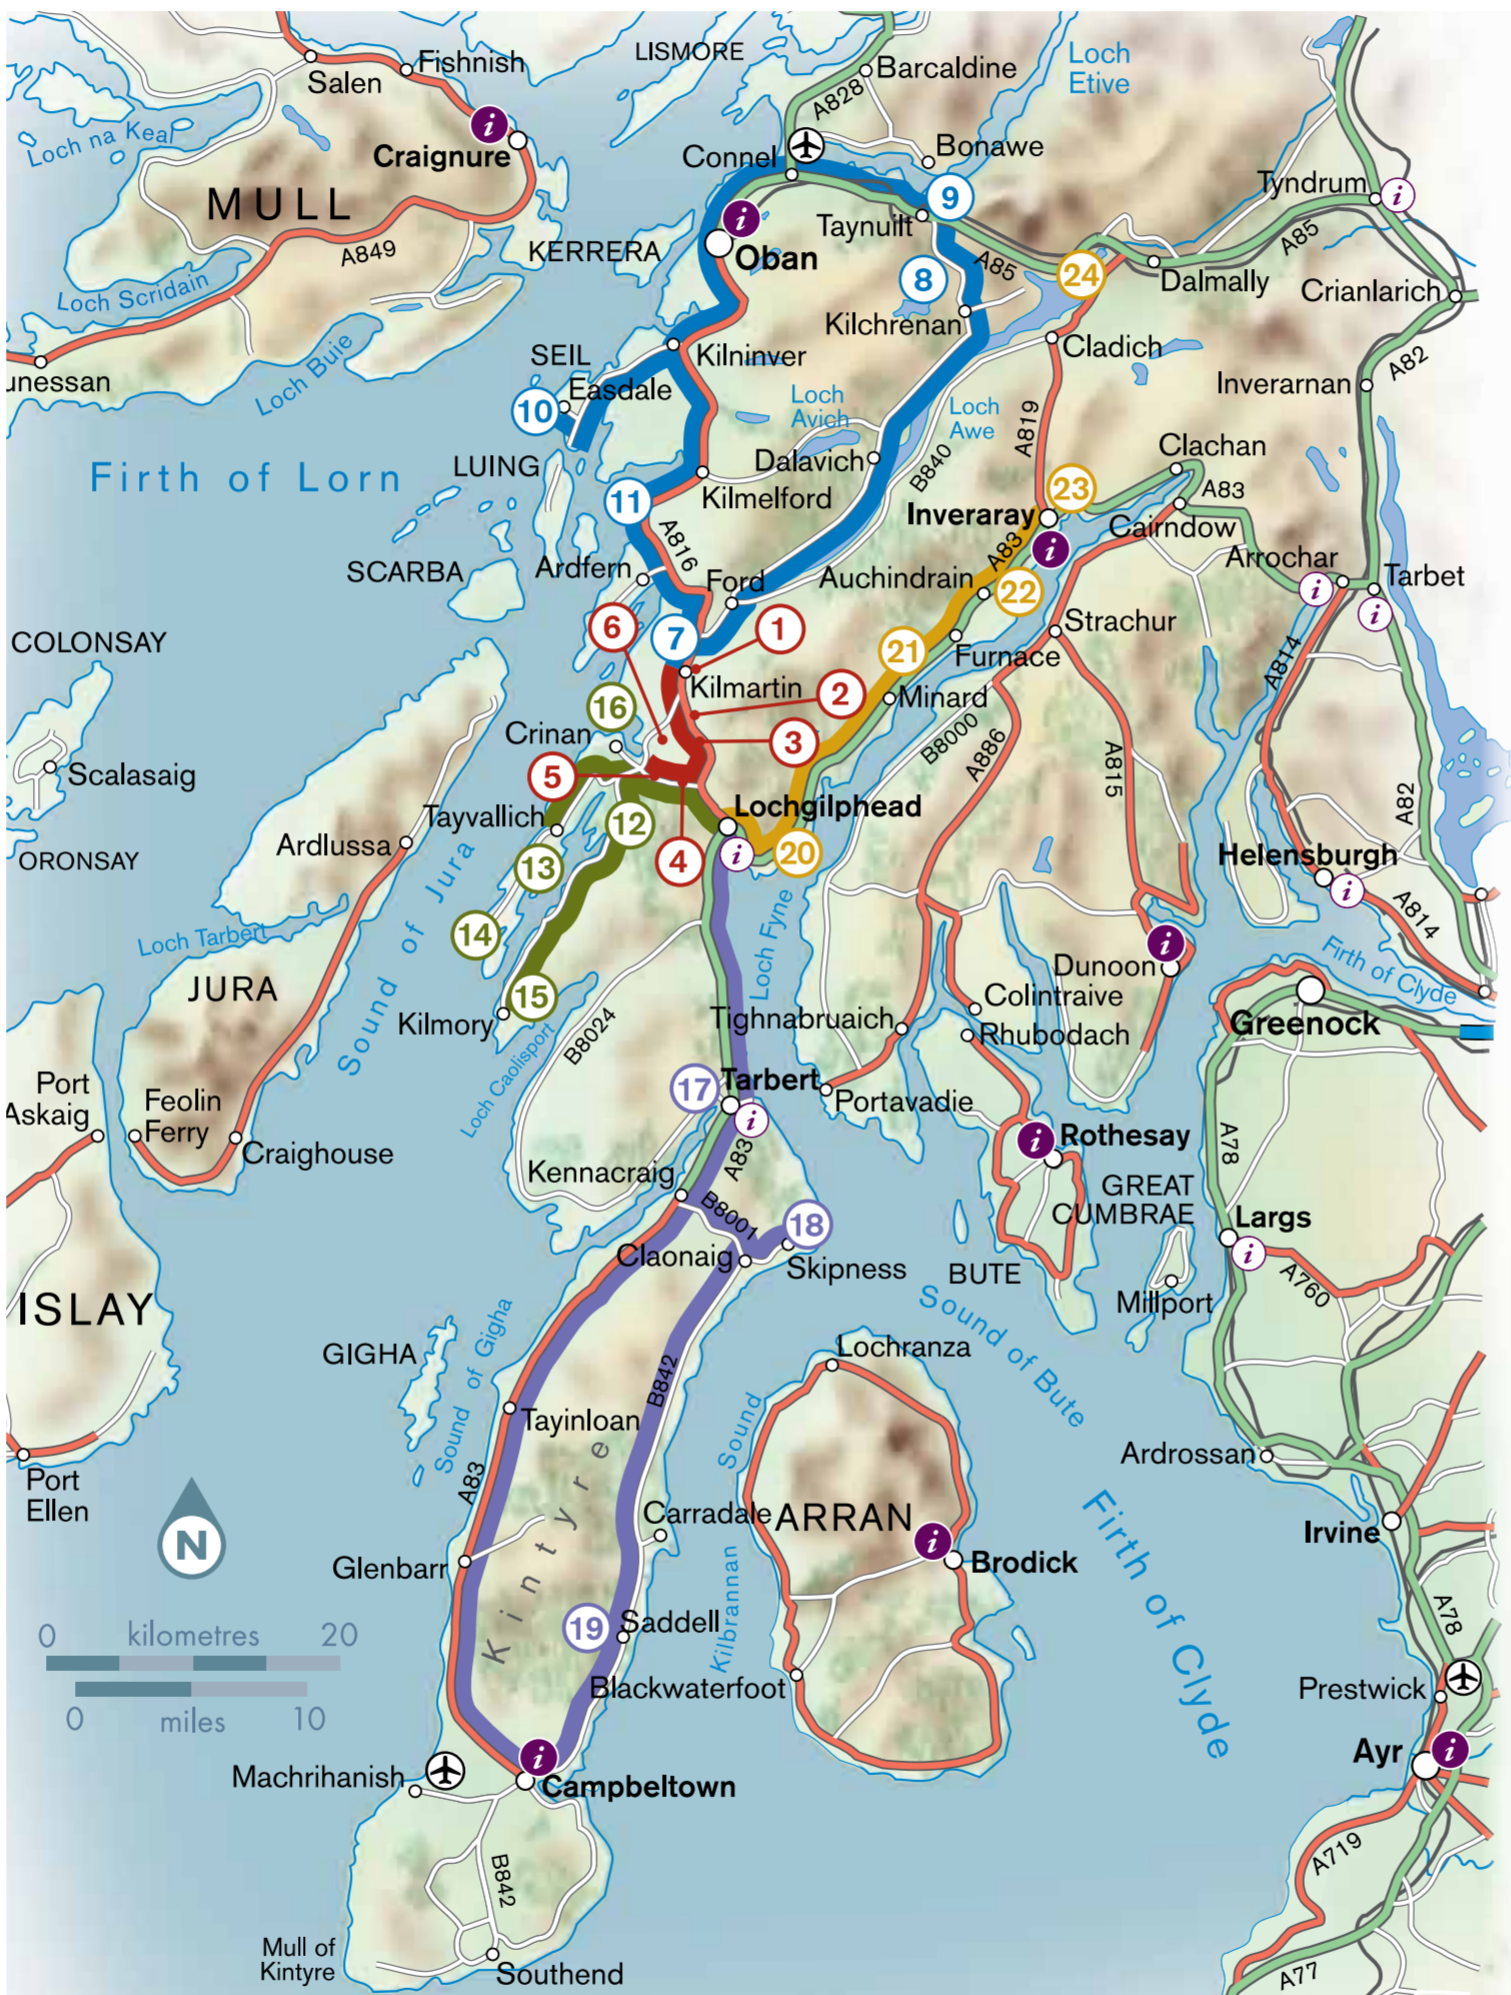 LISMORE
Loch
Etive
Fishnish
Salen
Barcaldine
A828
Loch na Keal
i
Craignure
Connel
Bonawe
MULL
Tyndrum
i
9
i
Taynuilt
KERRERA
Oban
A849
A85
A85
8
24
Dalmally
Crianlarich
Loch Scridain
Kilchrenan
SEIL
Kilninver
Cladich
A82
unessan
Loch Buie
Easdale
Inverarnan
10
Loch
Avich
Loch
Awe
A819
Clachan
Firth of Lorn
LUING
Dalavich
B840
11
Kilmelford
23
A83
Inveraray
Cairndow
A816
A83
i
Arrochar
SCARBA
Ardfern
Ford
Auchindrain
22
i
Tarbet
i
COLONSAY
6
7
1
21
Strachur
Furnace
A814
Kilmartin
2
Minard
16
Crinan
3
B8000
A886
A815
Scalasaig
5
A82
Tayvallich
12
Lochgilphead
Ardlussa
ORONSAY
4
i
20
Helensburgh
13
i
Loch Fyne
A814
14
Loch Tarbert
i
Sound of Jura
Firth of Clyde
Dunoon
JURA
15
Colintraive
Kilmory
Tighnabruaich
Greenock
Rhubodach
B8024
Loch Caolisport
Port
Askaig
Feolin
Ferry
17
Tarbert
Portavadie
i
Craighouse
i
Rothesay
A78
A83
Kennacraig
GREAT
CUMBRAE
B8001
18
Largs
Claonaig
Skipness
BUTE
i
A760
ISLAY
Millport
Sound of Bute
GIGHA
Sound of Gigha
Lochranza
B842
Tayinloan
Kilbrannan Sound
Ardrossan
A83
Port
Ellen
Kintyre
Carradale
ARRAN
Firth of Clyde
N
i
Brodick
Irvine
Glenbarr
A78
0 kilometres 20
19
Saddell
Blackwaterfoot
Prestwick
0 miles 10
Ayr
i
Machrihanish
i
Campbeltown
A719
B842
Mull of
Kintyre
Southend
A77